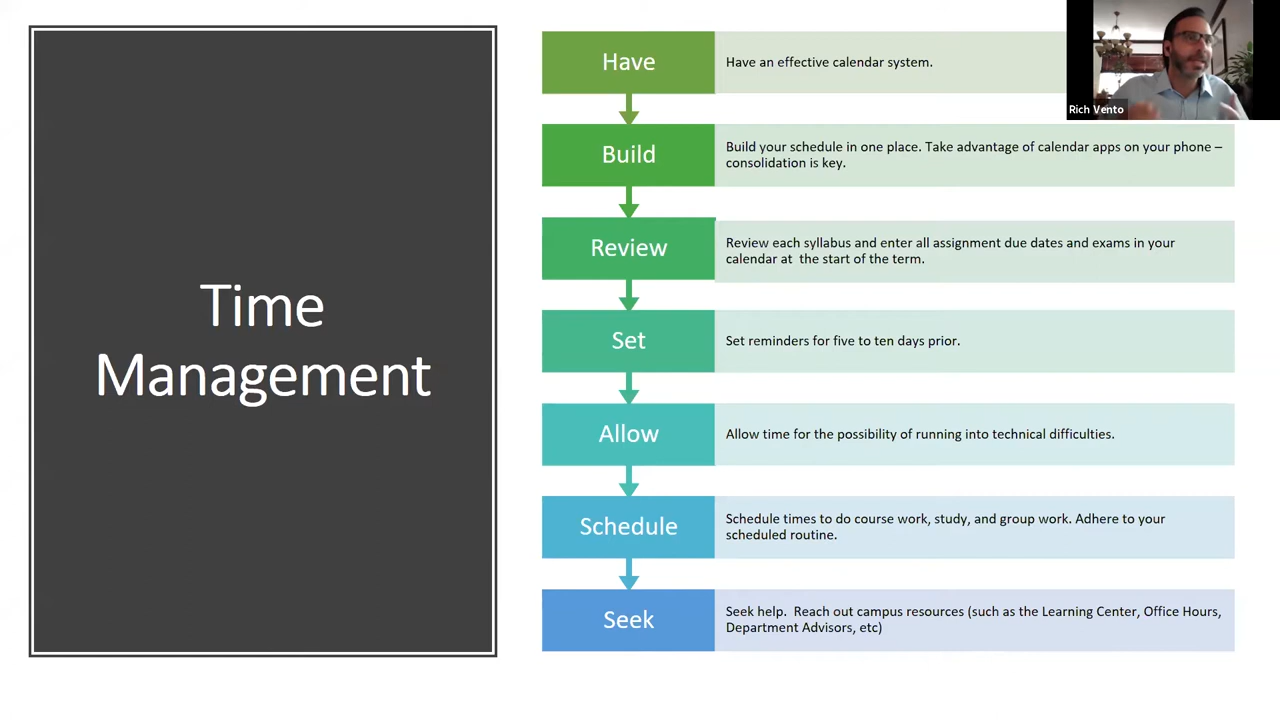 Time
Management
Have
Have an effective calendar system.
Rich Vento
Build
Build your schedule in one place. Take advantage of calendar apps on your phone –
consolidation is key.
Review
Review each syllabus and enter all assignment due dates and exams in your
calendar at  the start of the term.
Set
Set reminders for five to ten days prior.
Allow
Allow time for the possibility of running into technical difficulties.
Schedule
Schedule times to do course work, study, and group work. Adhere to your
scheduled routine.
Seek
Seek help.  Reach out campus resources (such as the Learning Center, Office Hours,
Department Advisors, etc)